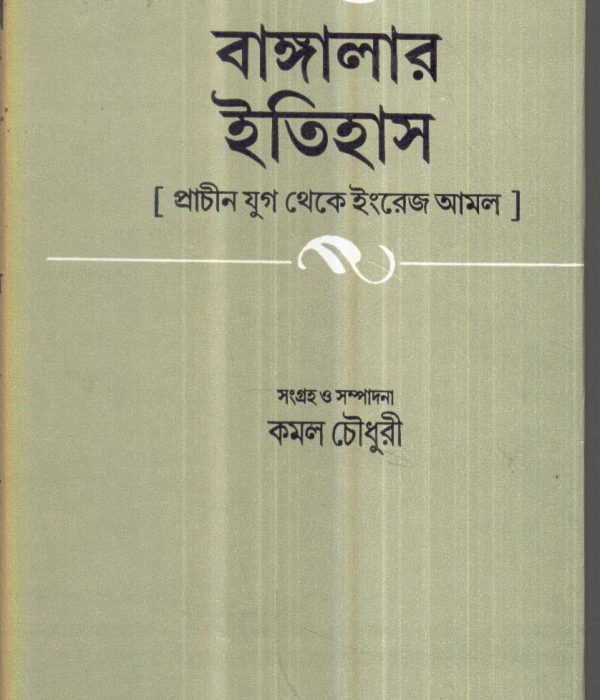 বাঙ্গালার
ইতিহাস
[ প্রাচীন যুগ থেকে ইংরেজ আমল ]
সংগ্রহ ও সম্পাদনা
কমল চৌধুরী